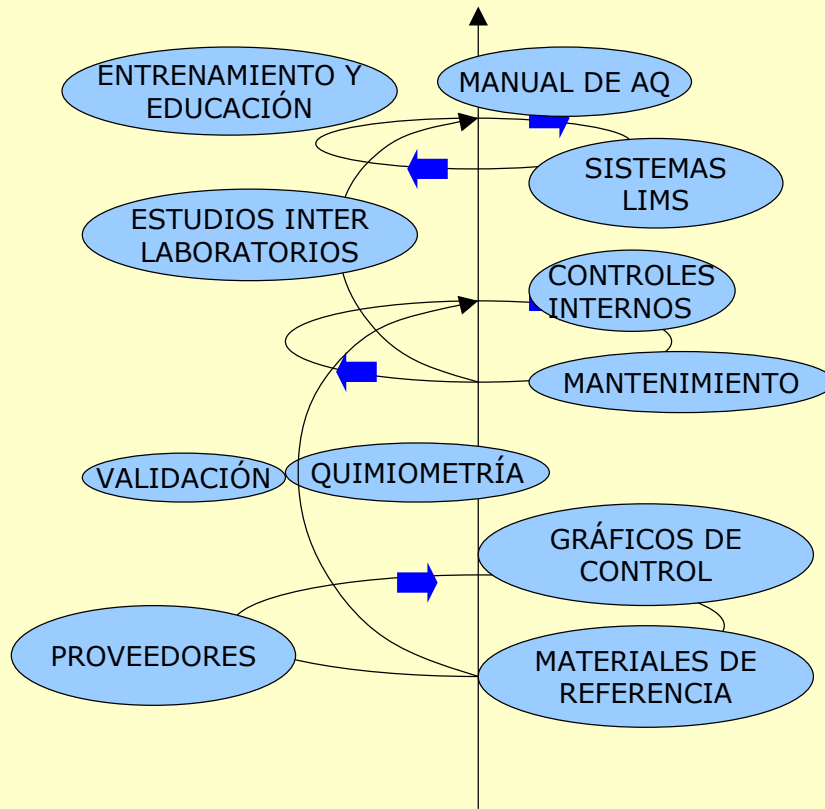 ENTRENAMIENTO Y
EDUCACIÓN
MANUAL DE AQ
SISTEMAS
LIMS
ESTUDIOS INTER
LABORATORIOS
CONTROLES
INTERNOS
MANTENIMIENTO
VALIDACIÓN
QUIMIOMETRÍA
GRÁFICOS DE
CONTROL
PROVEEDORES
MATERIALES DE
REFERENCIA